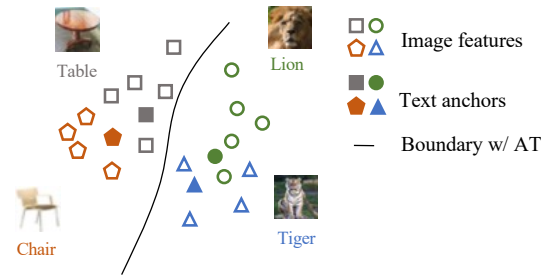 Table
Lion
Image features
Text anchors
Boundary w/ AT
Chair
Tiger